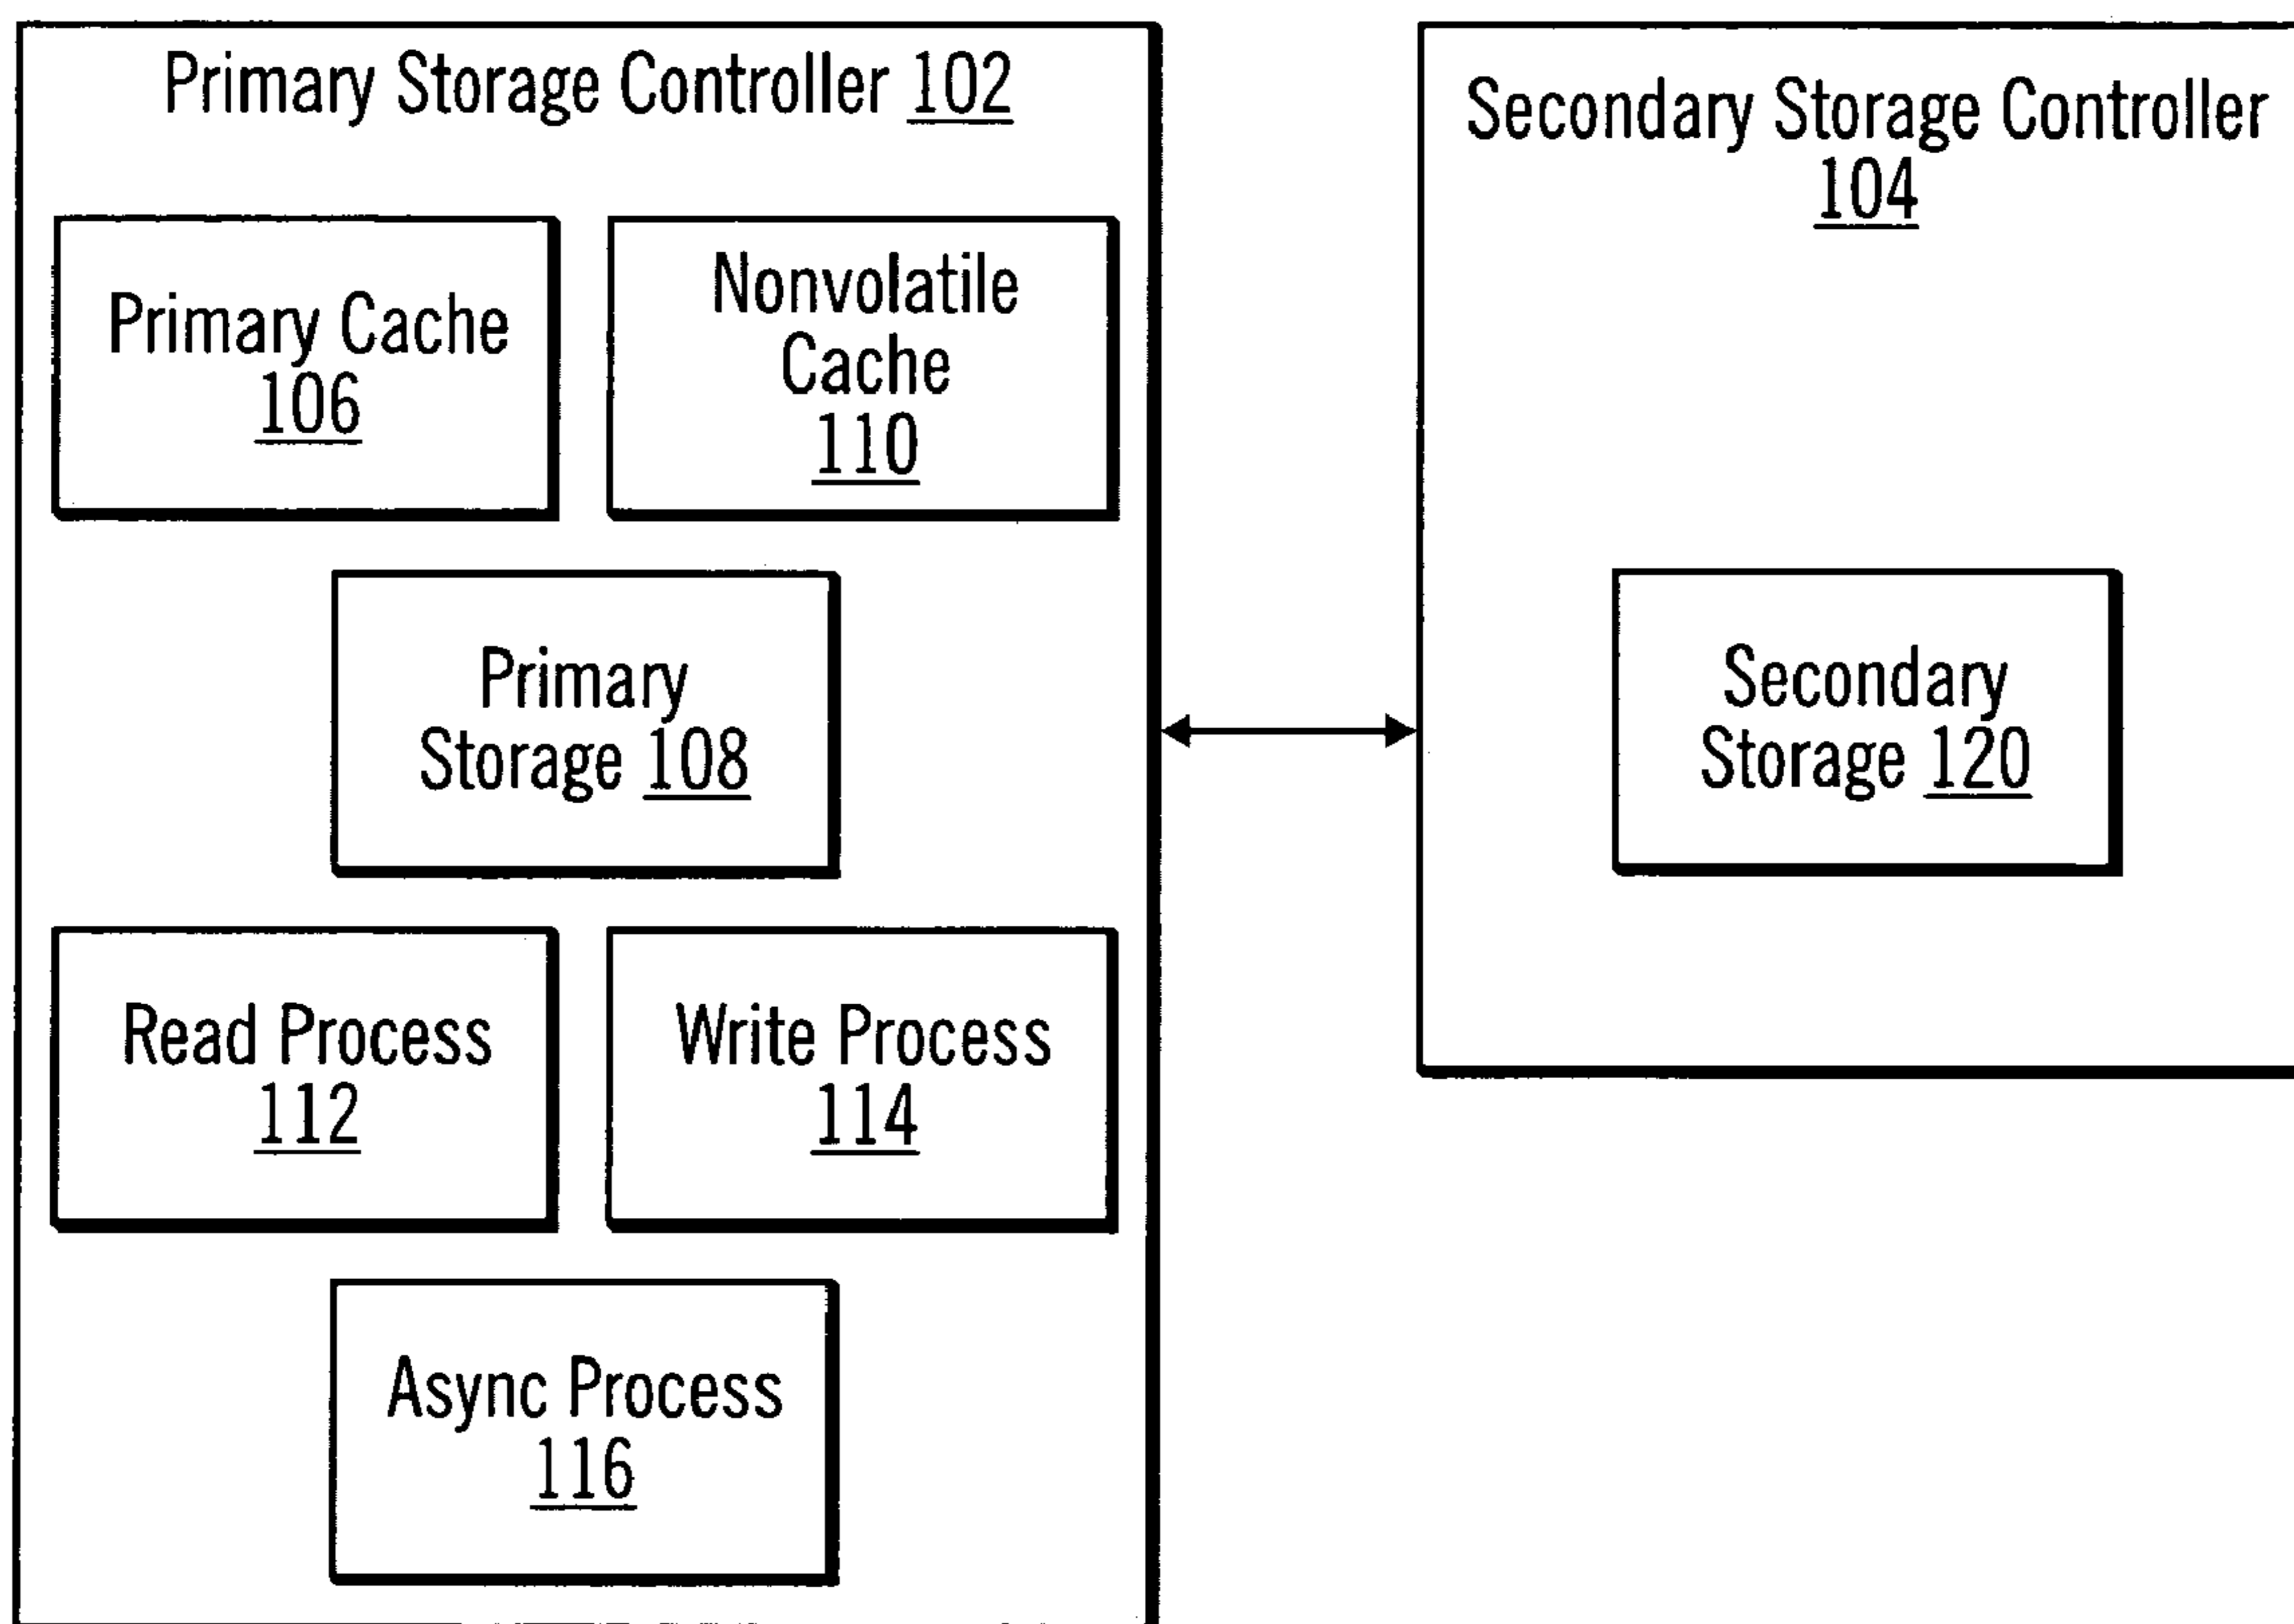 Primary Storage Controller 102
Primary Cache
106
Nonvolatile
Cache
110
Primary
Storage 108
Read Process
112
Write Process
114
Async Process
116
Secondary Storage Controller
104
Secondary
Storage 120